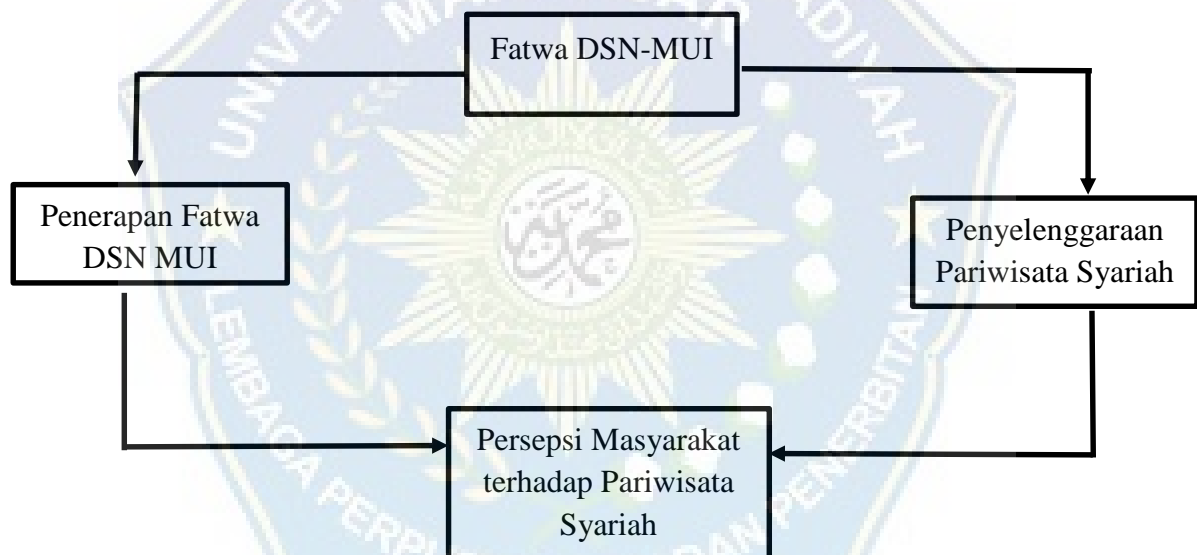 Fatwa DSN-MUI
Penerapan Fatwa
DSN MUI
Penyelenggaraan
Pariwisata Syariah
Persepsi Masyarakat
terhadap Pariwisata
Syariah